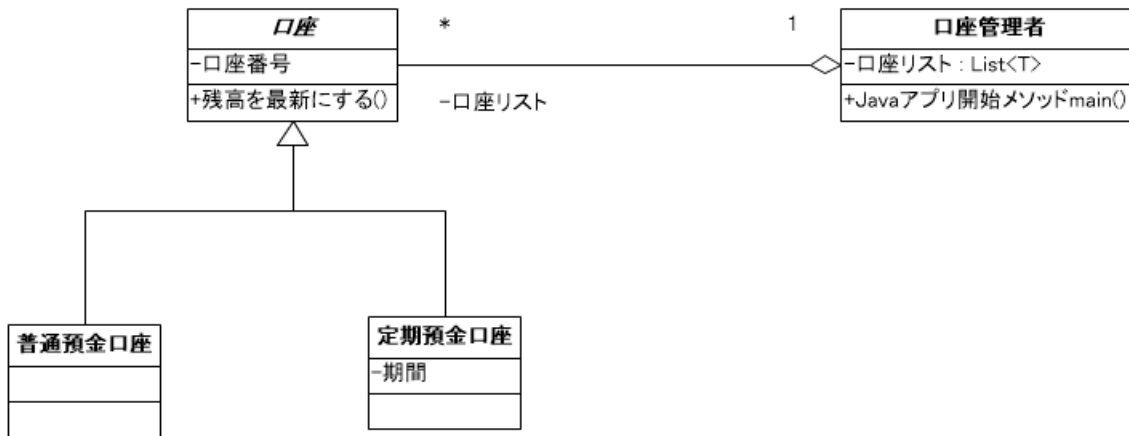 口座
-口座番号
+残高を最新にする()
*
1
-口座リスト
口座管理者
-口座リスト : List<T>
+Javaアプリ開始メソッドmain()
普通預金口座
定期預金口座
-期間